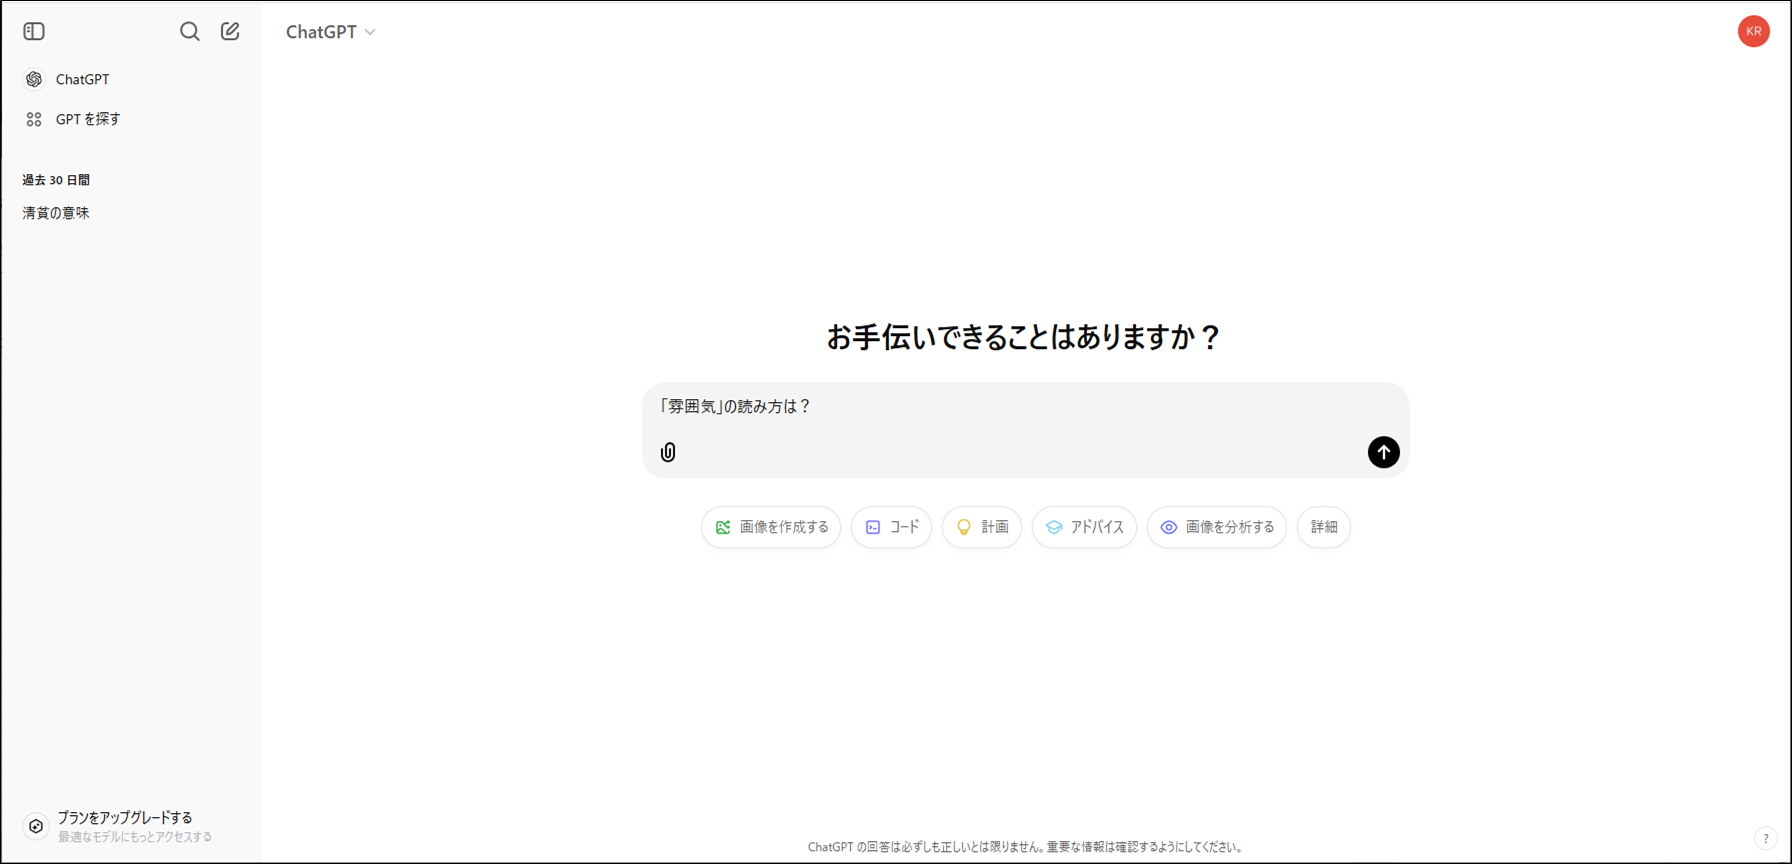 ChatGPT
KR
ChatGPT
GPT を探す
過去 30 日間
清貧の意味
お手伝いできることはありますか？
「雰囲気」の読み方は？
画像を作成する
コード
計画
アドバイス
画像を分析する
詳細
プランをアップグレードする
最適なモデルにもっとアクセスする
ChatGPT の回答は必ずしも正しいとは限りません。重要な情報は確認するようにしてください。
?